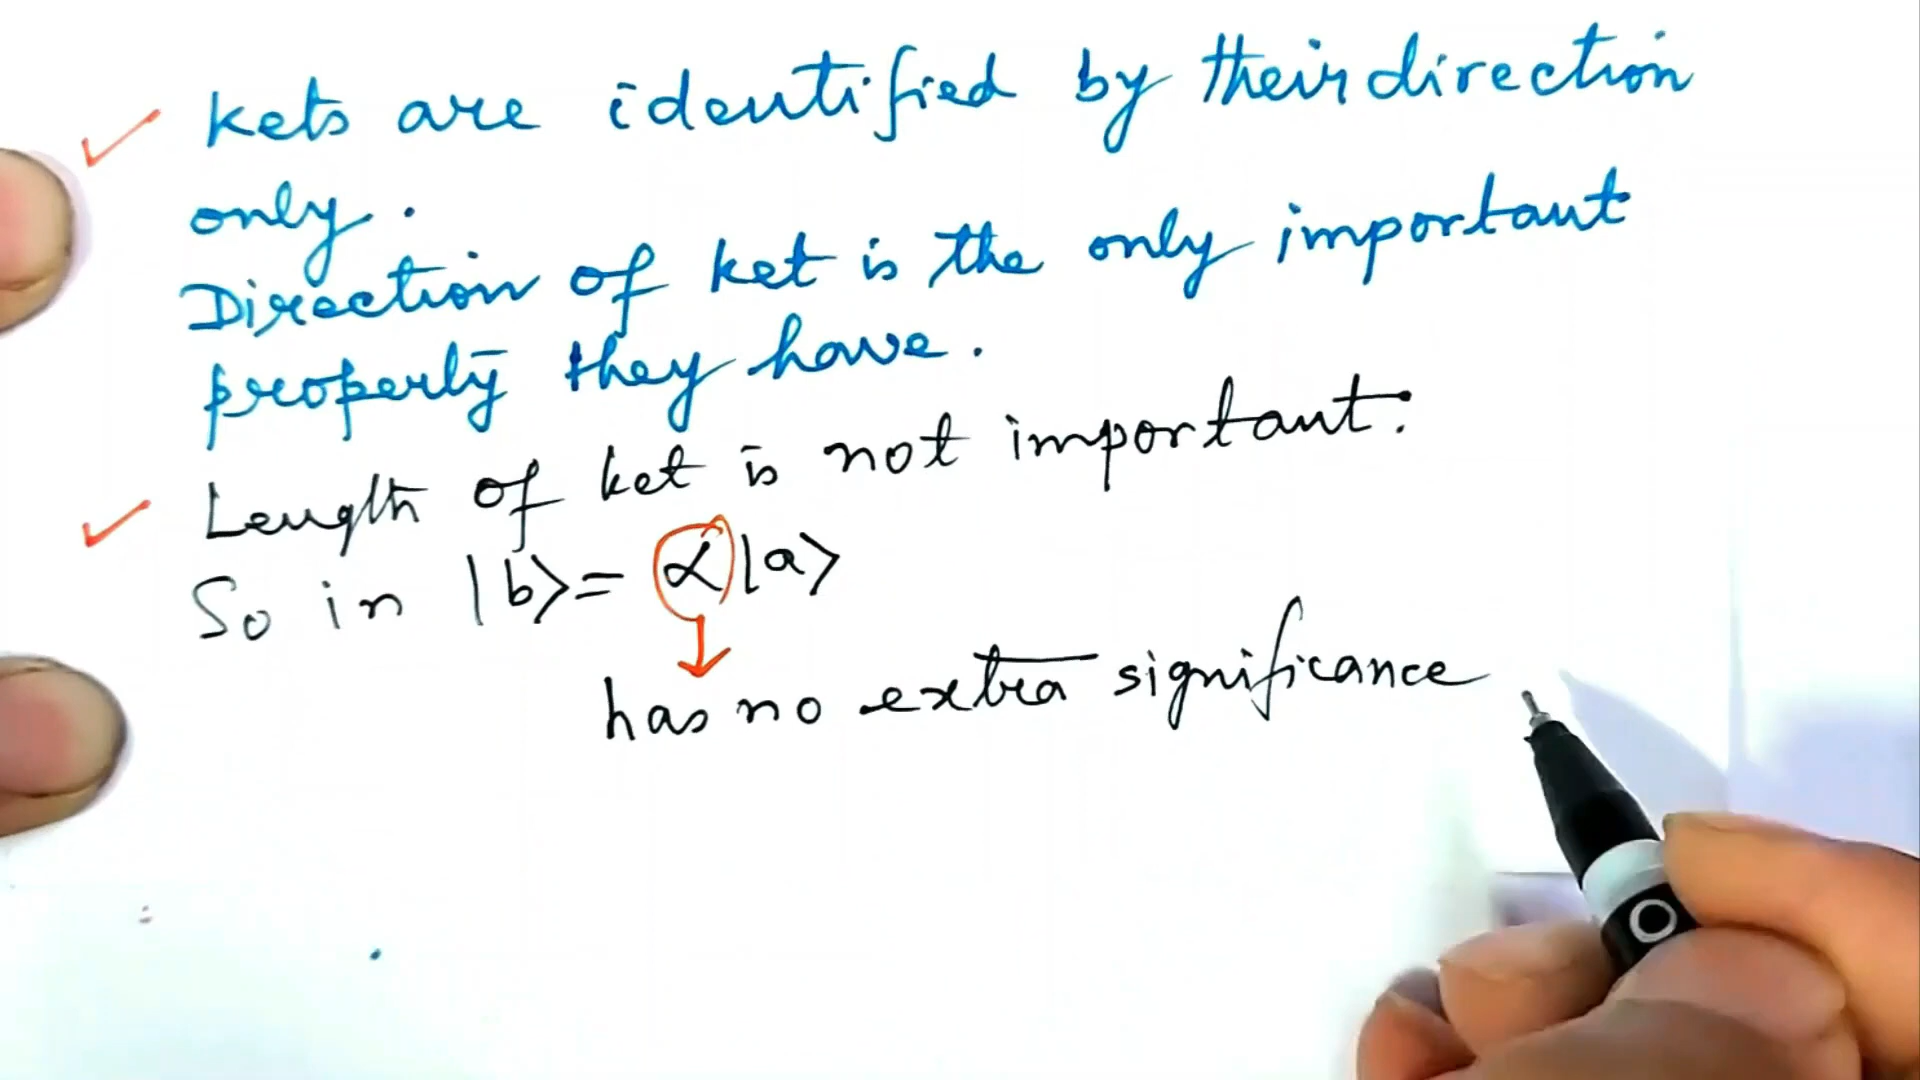 Kets are identified by their direction
only.
Direction of ket is the only important
property they have.
Length of ket is not important.
So in |b⟩ = α|a⟩
has no extra significance